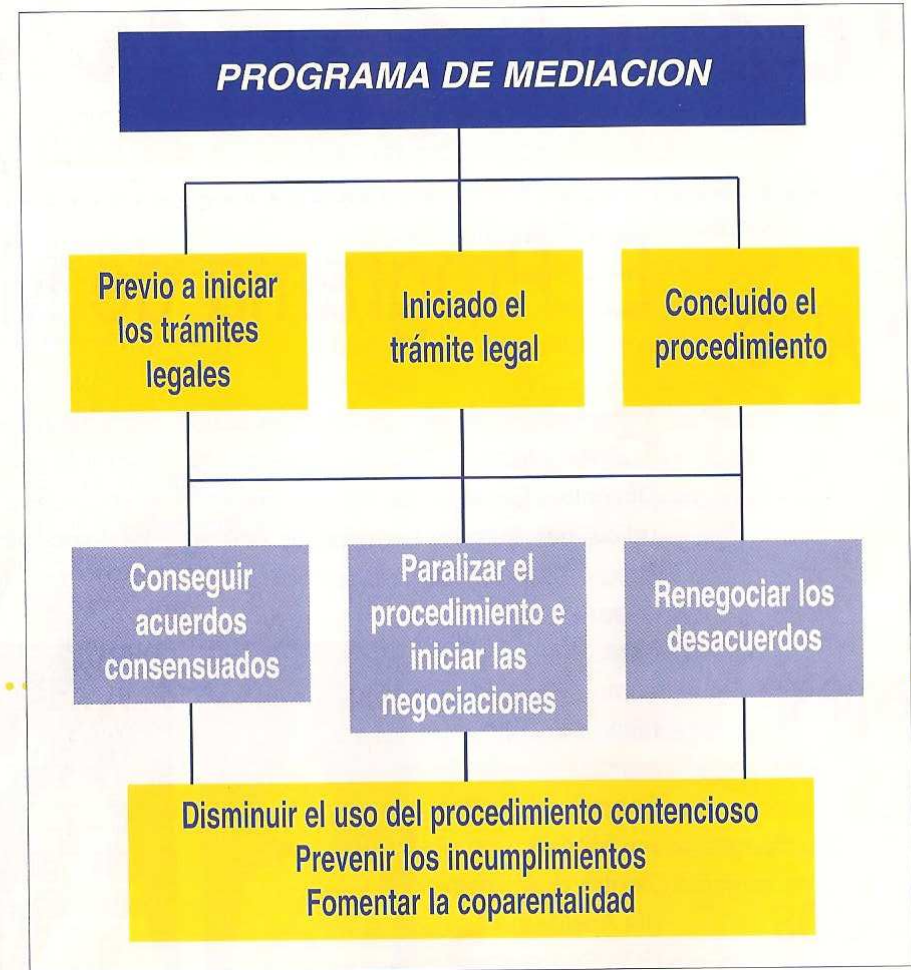 PROGRAMA DE MEDIACION
Previo a iniciar
los trámites
legales
Iniciado el
trámite legal
Concluido el
procedimiento
Conseguir
acuerdos
consensuados
Paralizar el
procedimiento e
iniciar las
negociaciones
Renegociar los
desacuerdos
Disminuir el uso del procedimiento contencioso
Prevenir los incumplimientos
Fomentar la coparentalidad